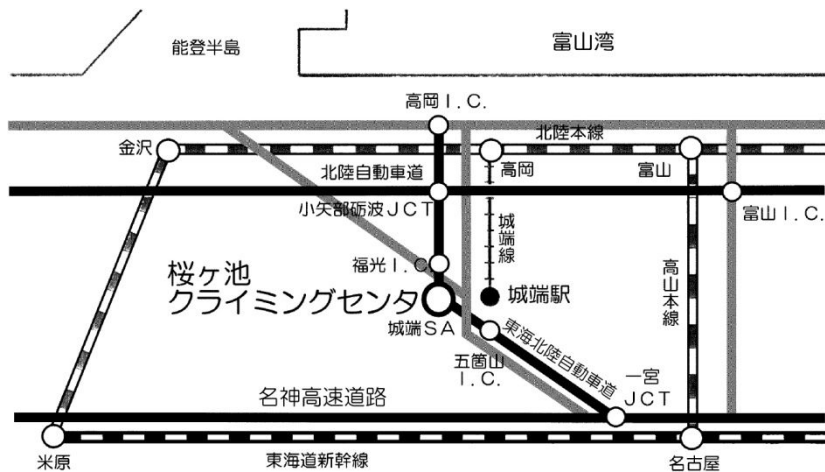 能登半島
富山湾
高岡I.C.
北陸本線
金沢
高岡
富山
北陸自動車道
小矢部砺波JCT
富山I.C.
城端線
福光I.C.
高山本線
桜ヶ池
クライミングセンタ
城端駅
城端SA
東海北陸自動車道
五箇山
I.C.
一宮
JCT
名神高速道路
米原
東海道新幹線
名古屋